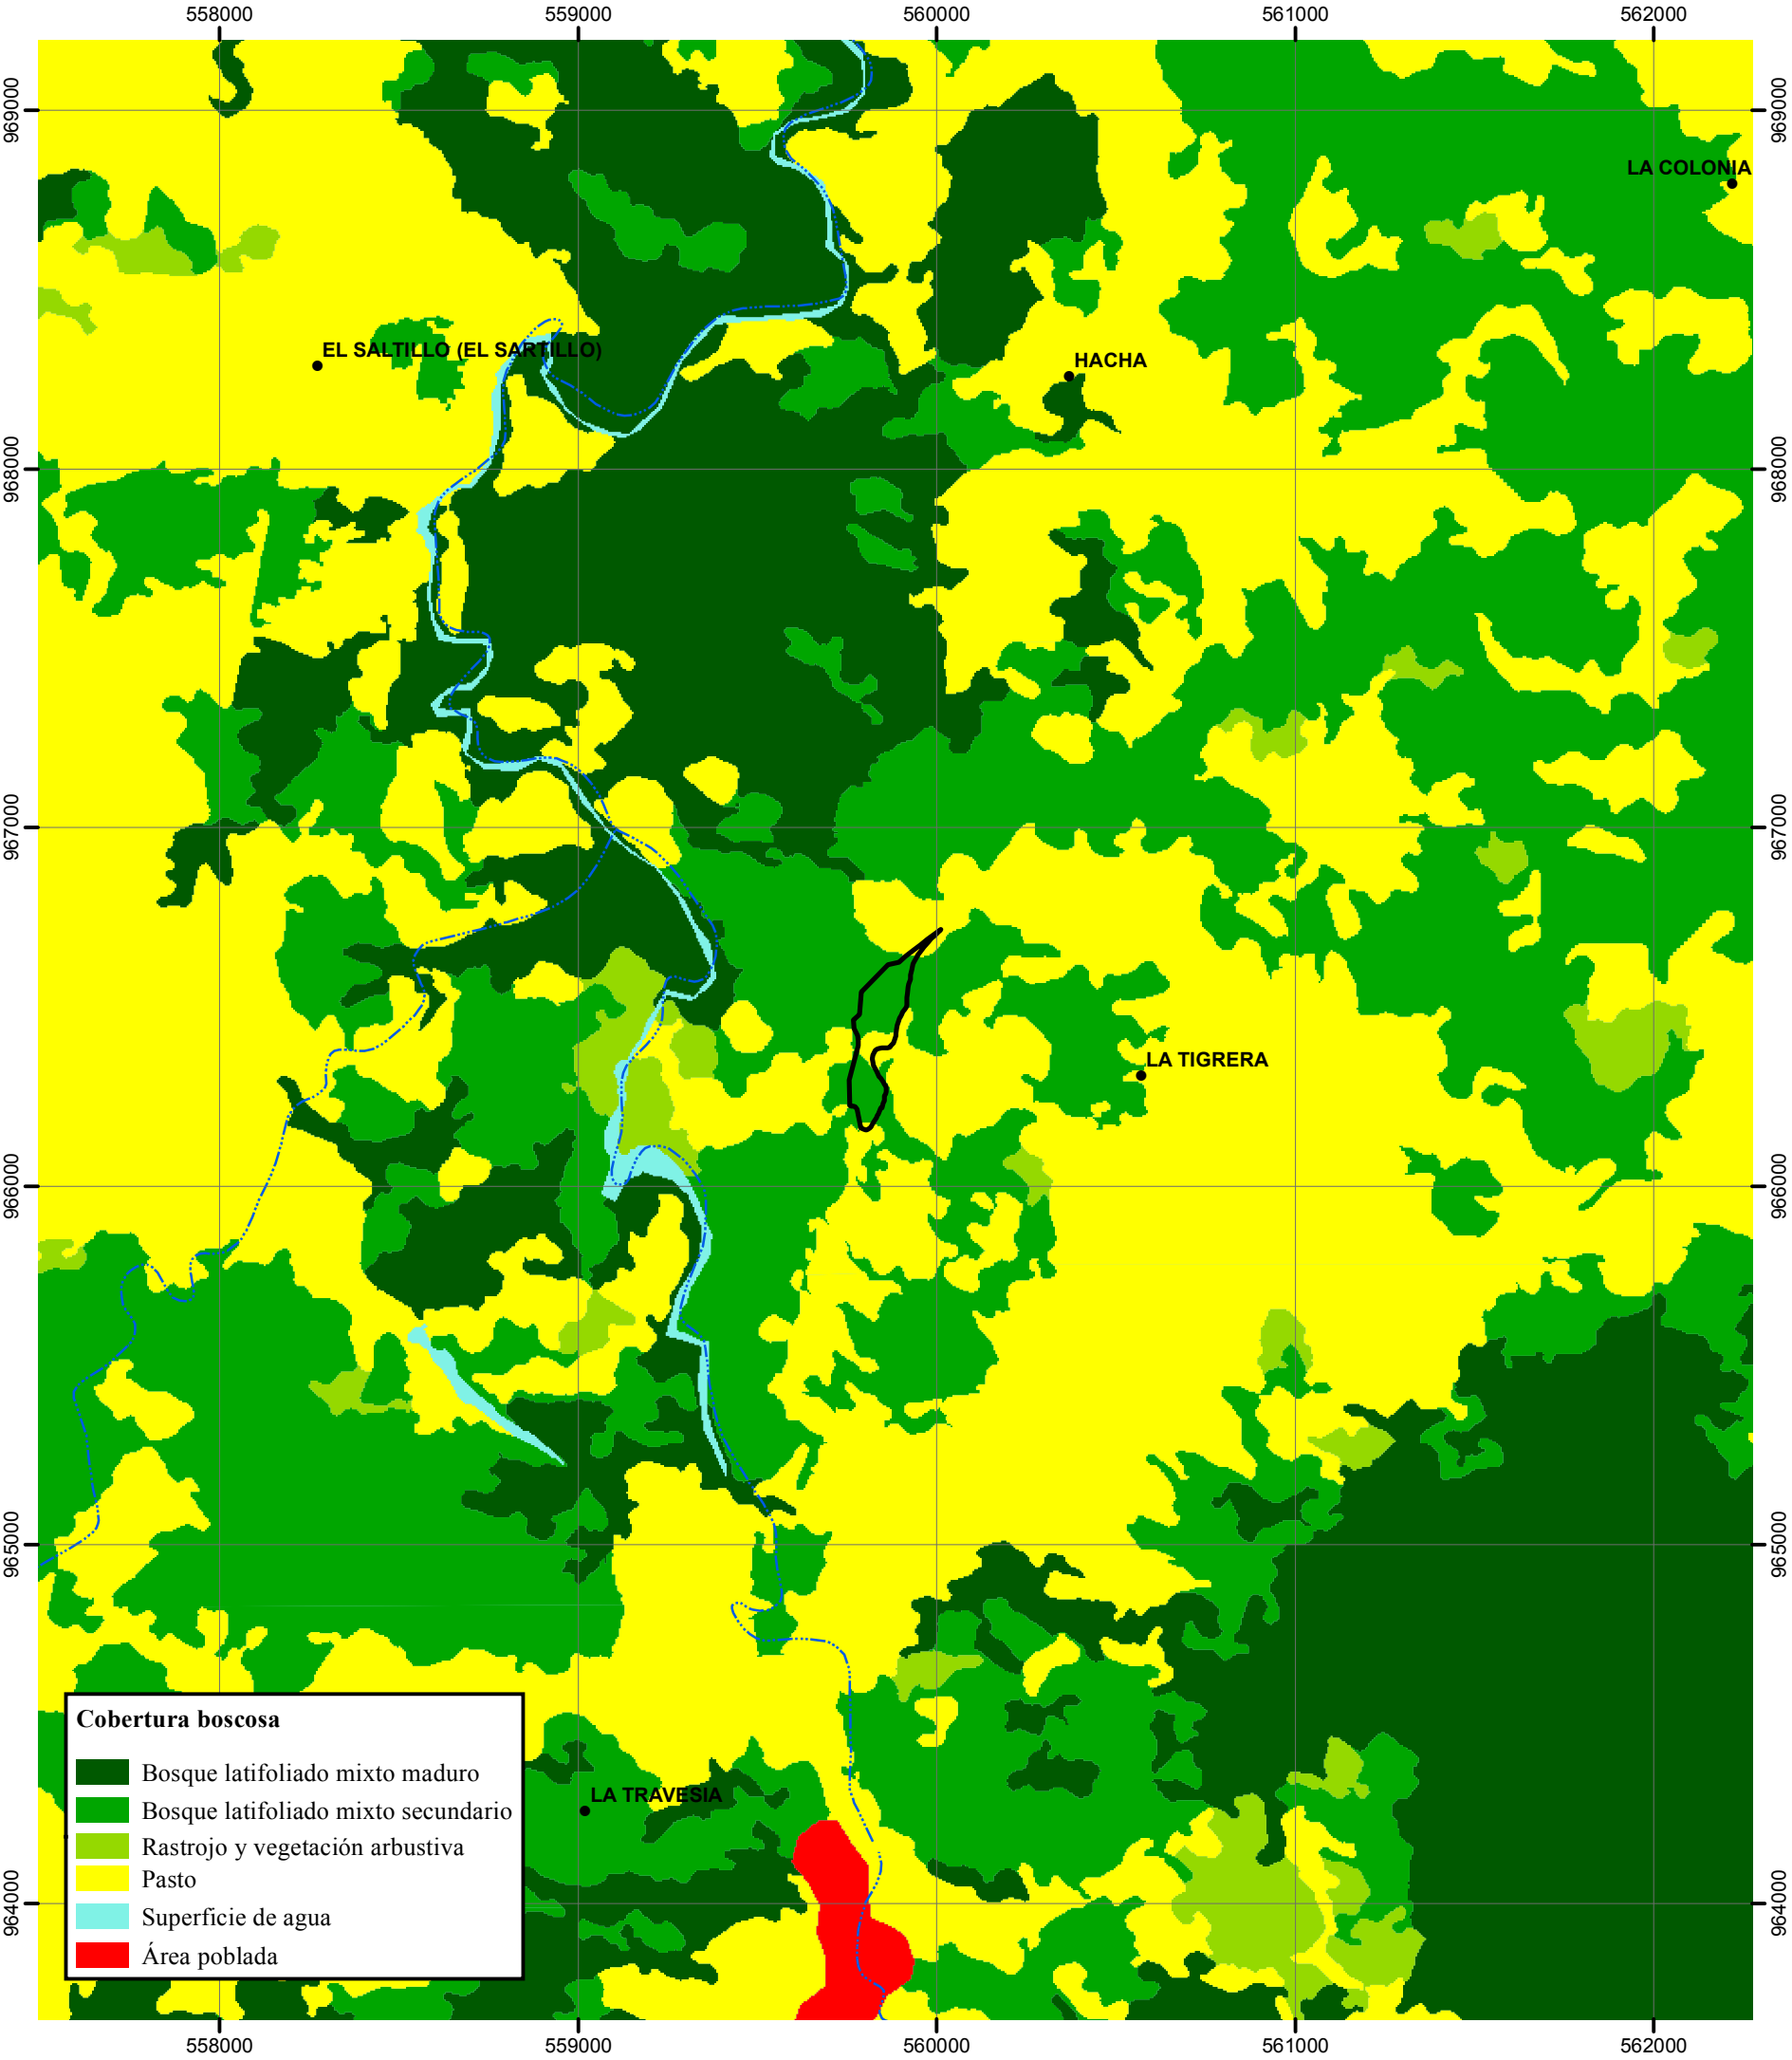 558000 559000 560000 561000 562000
969000 969000
LA COLONIA
EL SALTILLO (EL SARTILLO)
HACHA
968000 968000
967000 967000
LA TIGRERA
966000 966000
965000 965000
Cobertura boscosa
Bosque latifoliado mixto maduro
Bosque latifoliado mixto secundario
Rastrojo y vegetación arbustiva
Pasto
Superficie de agua
Área poblada
LA TRAVESIA
964000 964000
558000 559000 560000 561000 562000